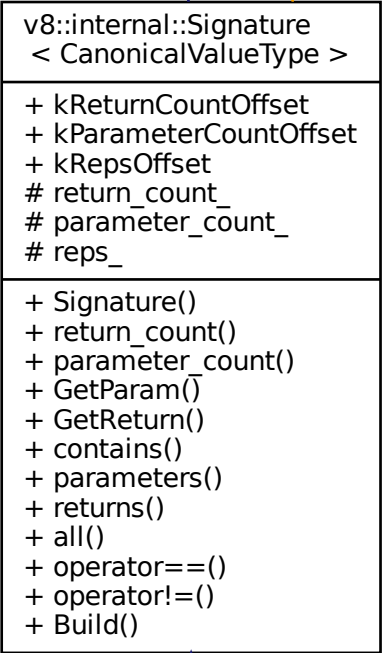 v8::internal::Signature
< CanonicalValueType >
+ kReturnCountOffset
+ kParameterCountOffset
+ kRepsOffset
# return_count_
# parameter_count_
# reps_
+ Signature()
+ return_count()
+ parameter_count()
+ GetParam()
+ GetReturn()
+ contains()
+ parameters()
+ returns()
+ all()
+ operator==()
+ operator!=()
+ Build()